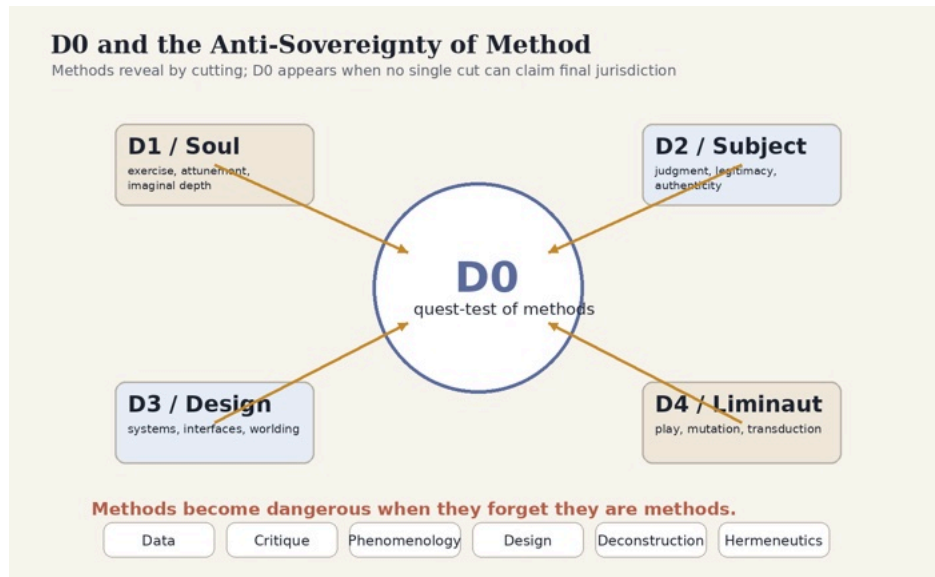 D0 and the Anti-Sovereignty of Method
Methods reveal by cutting; D0 appears when no single cut can claim final jurisdiction
D1 / Soul
exercise, attunement,
imaginal depth
D2 / Subject
judgment, legitimacy,
authenticity
D0
quest-test of methods
D3 / Design
systems, interfaces, worlding
D4 / Liminaut
play, mutation, transduction
Methods become dangerous when they forget they are methods.
Data
Critique
Phenomenology
Design
Deconstruction
Hermeneutics